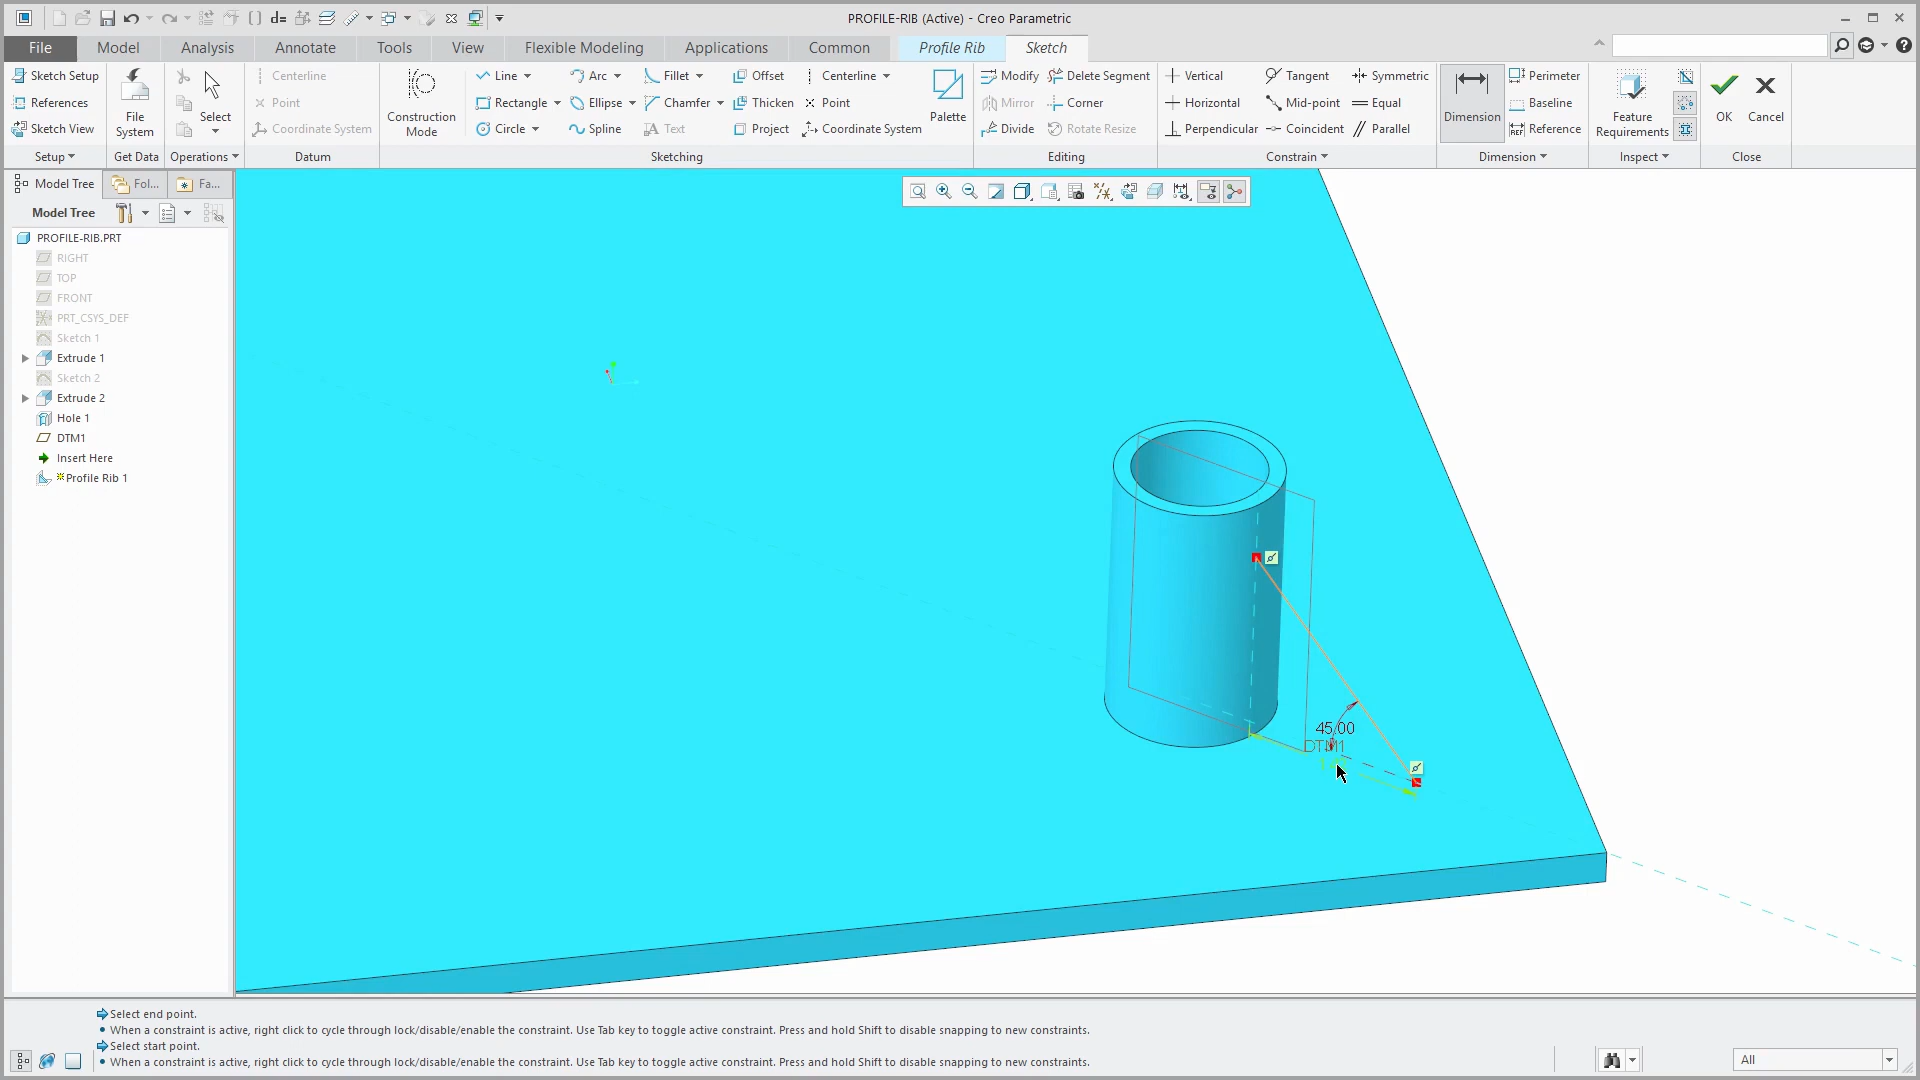 PROFILE-RIB (Active) - Creo Parametric
File Model Analysis Annotate Tools View Flexible Modeling Applications Common Profile Rib Sketch
Sketch Setup
References
Sketch View
Setup
File System
Get Data
Select
Operations
Centerline
Point
Coordinate System
Datum
Construction Mode
Line Arc Fillet Offset Centerline
Rectangle Ellipse Chamfer Thicken Point
Circle Spline Text Project Coordinate System
Palette
Sketching
Modify Delete Segment
Mirror Corner
Divide Rotate Resize
Editing
Vertical Tangent Symmetric
Horizontal Mid-point Equal
Perpendicular Coincident Parallel
Constrain
Dimension
Perimeter
Baseline
REF Reference
Dimension
Feature Requirements
Inspect
OK
Cancel
Close
Model Tree Fol... Fa...
Model Tree
PROFILE-RIB.PRT
RIGHT
TOP
FRONT
PRT_CSYS_DEF
Sketch 1
Extrude 1
Sketch 2
Extrude 2
Hole 1
DTM1
Insert Here
Profile Rib 1
45.00
DTM1
Select end point.
When a constraint is active, right click to cycle through lock/disable/enable the constraint. Use Tab key to toggle active constraint. Press and hold Shift to disable snapping to new constraints.
Select start point.
When a constraint is active, right click to cycle through lock/disable/enable the constraint. Use Tab key to toggle active constraint. Press and hold Shift to disable snapping to new constraints.
All